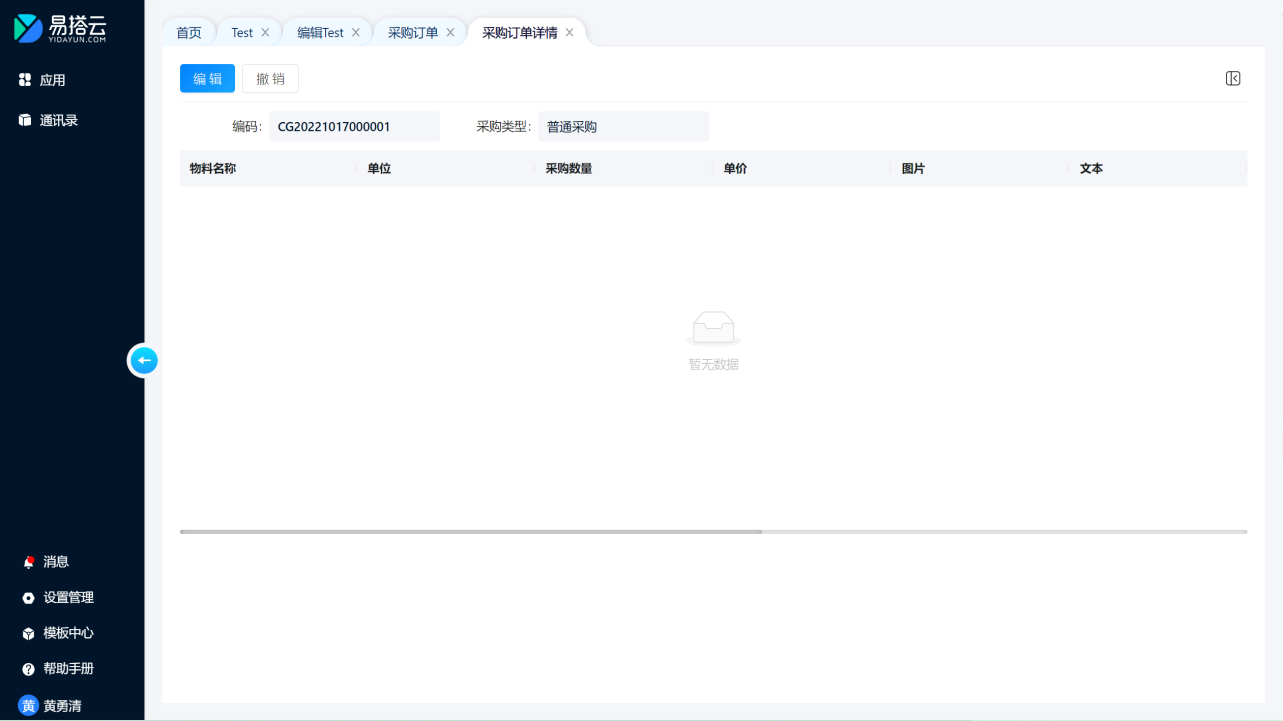 易搭云
YIDAYUN.COM
首页 Test 编辑Test 采购订单 采购订单详情
应用
通讯录
编 辑 撤 销
编码: CG20221017000001 采购类型: 普通采购
物料名称 单位 采购数量 单价 图片 文本
暂无数据
消息
设置管理
模板中心
帮助手册
黄 黄勇清